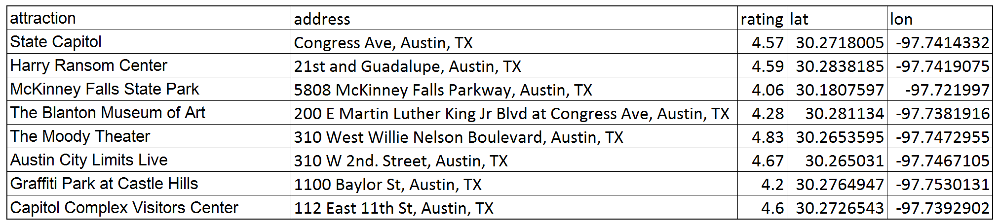 attraction address rating lat lon
State Capitol Congress Ave, Austin, TX 4.57 30.2718005 -97.7414332
Harry Ransom Center 21st and Guadalupe, Austin, TX 4.59 30.2838185 -97.7419075
McKinney Falls State Park 5808 McKinney Falls Parkway, Austin, TX 4.06 30.1807597 -97.721997
The Blanton Museum of Art 200 E Martin Luther King Jr Blvd at Congress Ave, Austin, TX 4.28 30.281134 -97.7381916
The Moody Theater 310 West Willie Nelson Boulevard, Austin, TX 4.83 30.2653595 -97.7472955
Austin City Limits Live 310 W 2nd. Street, Austin, TX 4.67 30.265031 -97.7467105
Graffiti Park at Castle Hills 1100 Baylor St, Austin, TX 4.2 30.2764947 -97.7530131
Capitol Complex Visitors Center 112 East 11th St, Austin, TX 4.6 30.2726543 -97.7392902